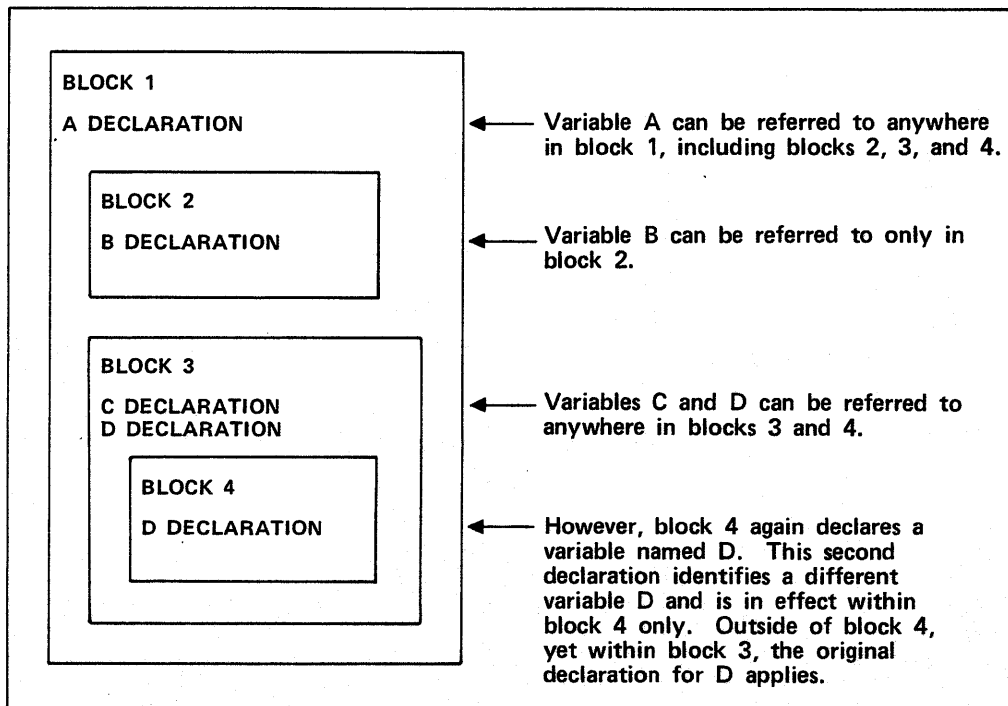 BLOCK 1
A DECLARATION
Variable A can be referred to anywhere
in block 1, including blocks 2, 3, and 4.
BLOCK 2
B DECLARATION
Variable B can be referred to only in
block 2.
BLOCK 3
C DECLARATION
D DECLARATION
Variables C and D can be referred to
anywhere in blocks 3 and 4.
BLOCK 4
D DECLARATION
However, block 4 again declares a
variable named D. This second
declaration identifies a different
variable D and is in effect within
block 4 only. Outside of block 4,
yet within block 3, the original
declaration for D applies.